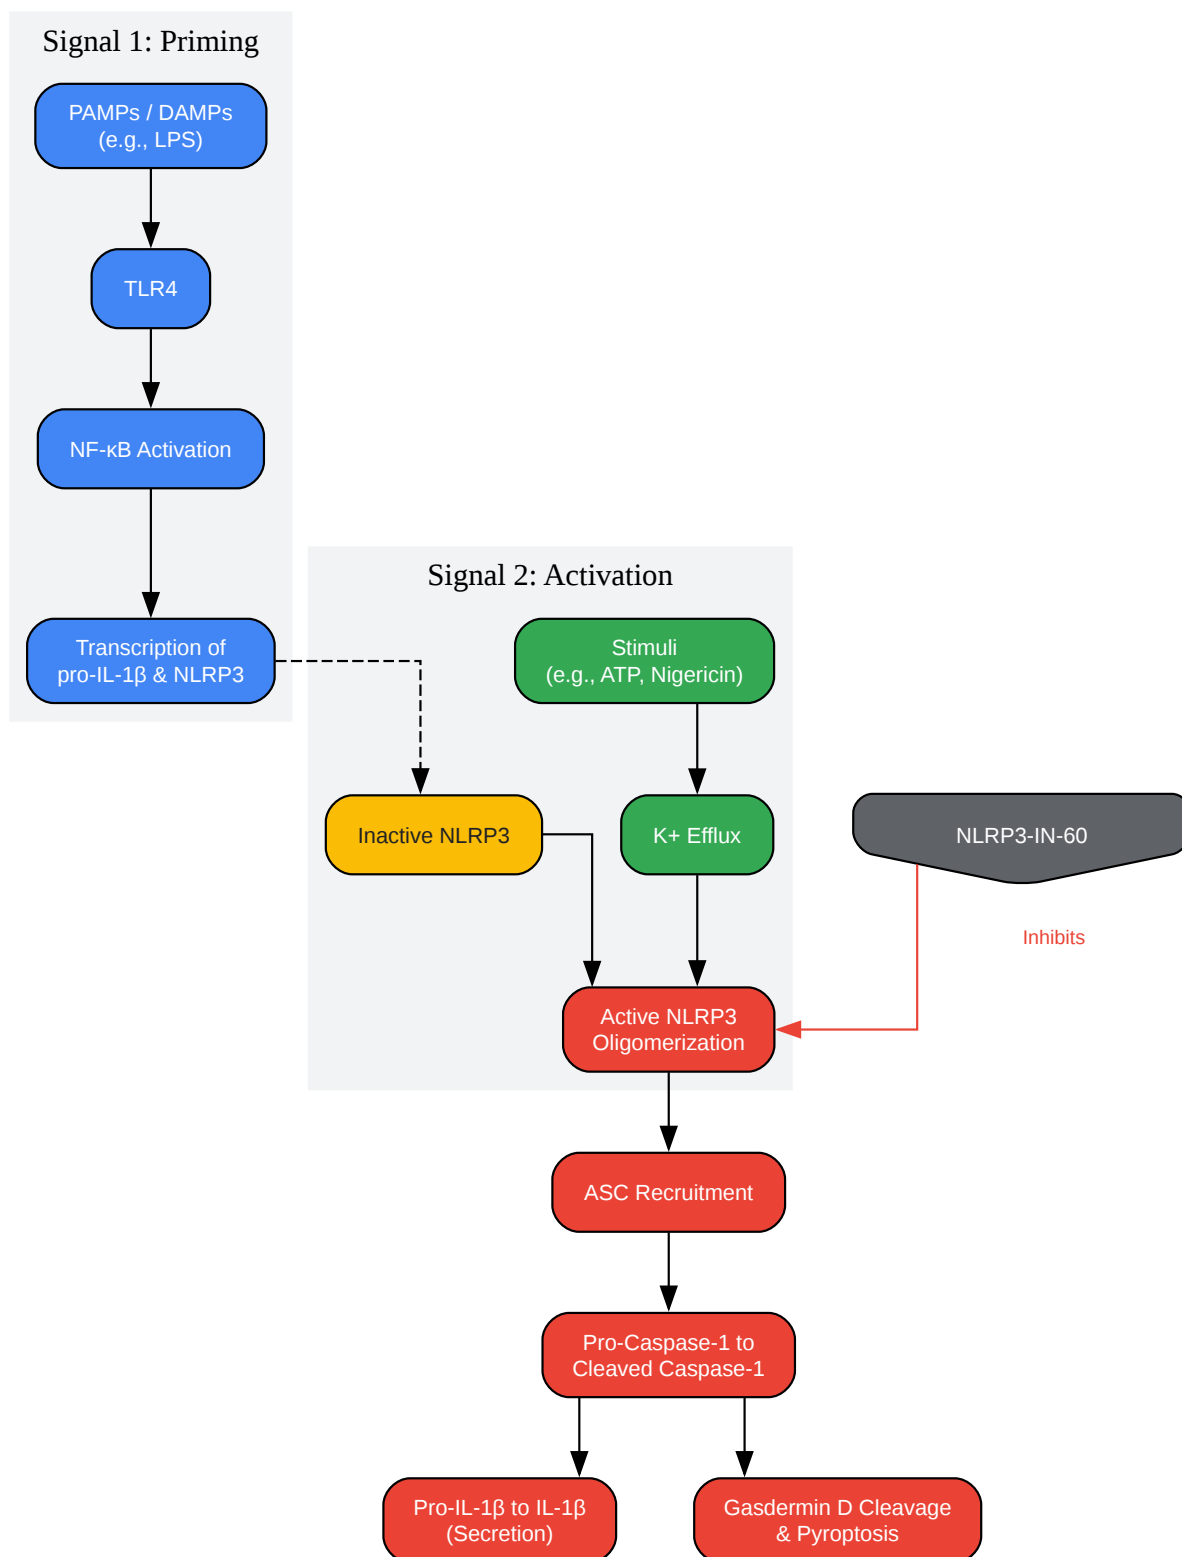 Signal 1: Priming
PAMPs / DAMPs
(e.g., LPS)
TLR4
NF-κB Activation
Transcription of
pro-IL-1β & NLRP3
Signal 2: Activation
Stimuli
(e.g., ATP, Nigericin)
Inactive NLRP3
K+ Efflux
NLRP3-IN-60
Inhibits
Active NLRP3
Oligomerization
ASC Recruitment
Pro-Caspase-1 to
Cleaved Caspase-1
Pro-IL-1β to IL-1β
(Secretion)
Gasdermin D Cleavage
& Pyroptosis